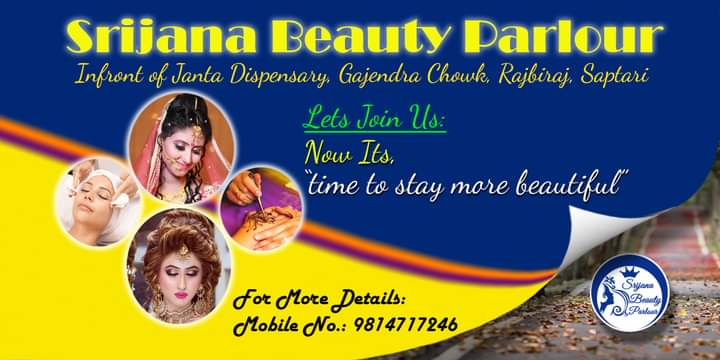 Srijana Beauty Parlour
Infront of Janta Dispensary, Gajendra Chowk, Rajbiraj, Saptari
Lets Join Us:
Now Its,
“time to stay more beautiful”
For More Details:
Mobile No.: 9814717246
Srijana
Beauty
Parlour